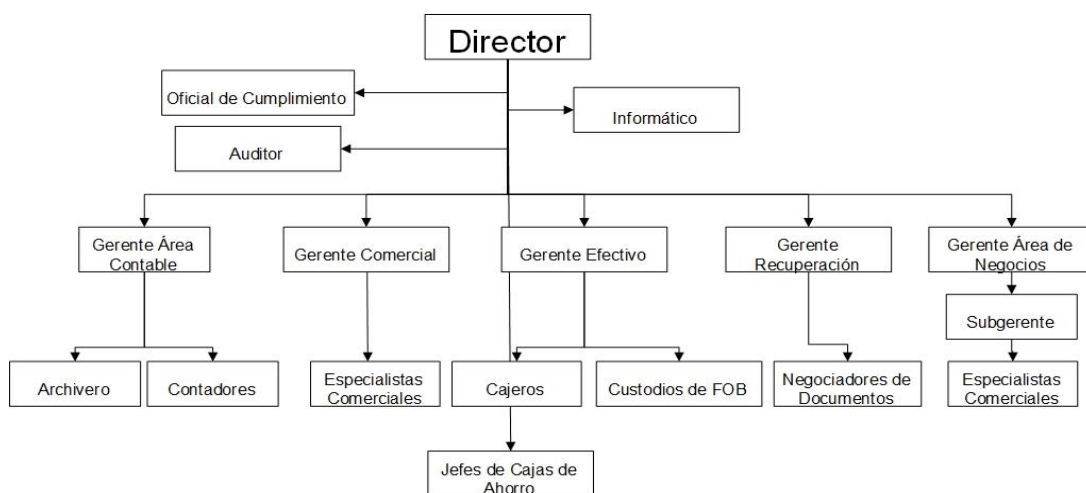 Director
Oficial de Cumplimiento
Informático
Auditor
Gerente Área
Contable
Gerente Comercial
Gerente Efectivo
Gerente
Recuperación
Gerente Área de
Negocios
Subgerente
Archivero
Contadores
Especialistas
Comerciales
Cajeros
Custodios de FOB
Negociadores de
Documentos
Especialistas
Comerciales
Jefes de Cajas de
Ahorro